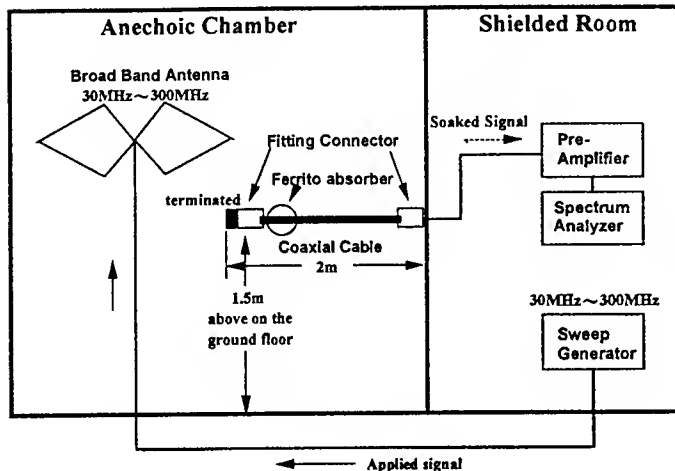 Anechoic Chamber
Shielded Room
Broad Band Antenna
30MHz～300MHz
Soaked Signal
Pre-
Amplifier
Fitting Connector
Ferrito absorber
terminated
Spectrum
Analyzer
Coaxial Cable
2m
1.5m
above on the
ground floor
30MHz～300MHz
Sweep
Generator
Applied signal